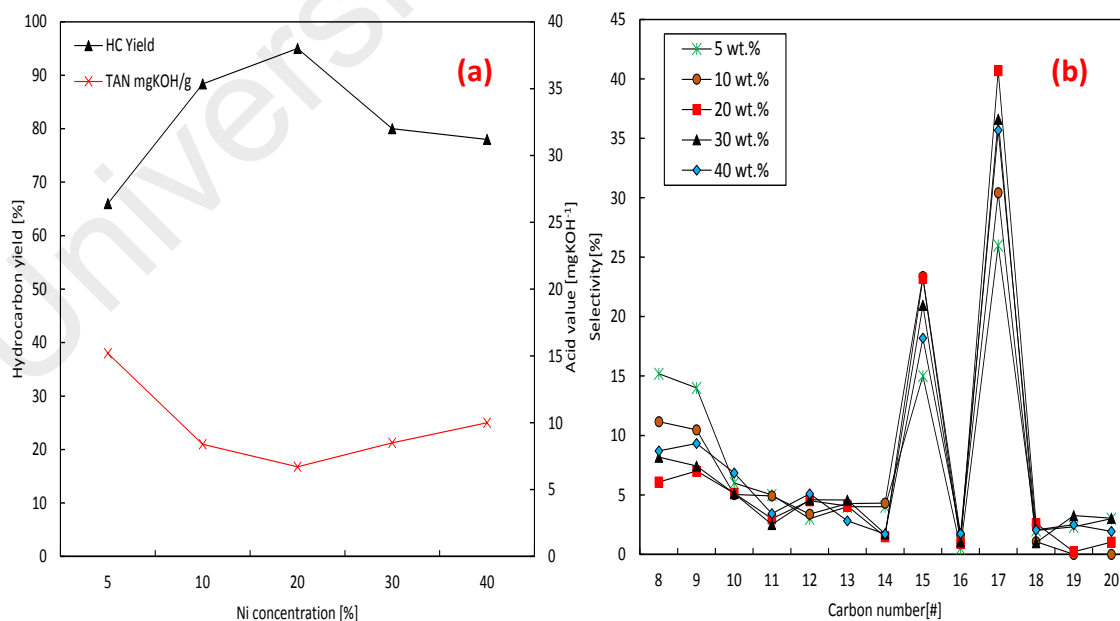 Univers
(a)
HC Yield
TAN mgKOH/g
100
90
80
70
60
50
40
30
20
10
0
Hydrocarbon yield [%]
40
35
30
25
20
15
10
5
0
Acid value [mgKOH⁻¹]
5 10 20 30 40
Ni concentration [%]
(b)
5 wt.%
10 wt.%
20 wt.%
30 wt.%
40 wt.%
45
40
35
30
25
20
15
10
5
0
Selectivity[%]
8 9 10 11 12 13 14 15 16 17 18 19 20
Carbon number[#]